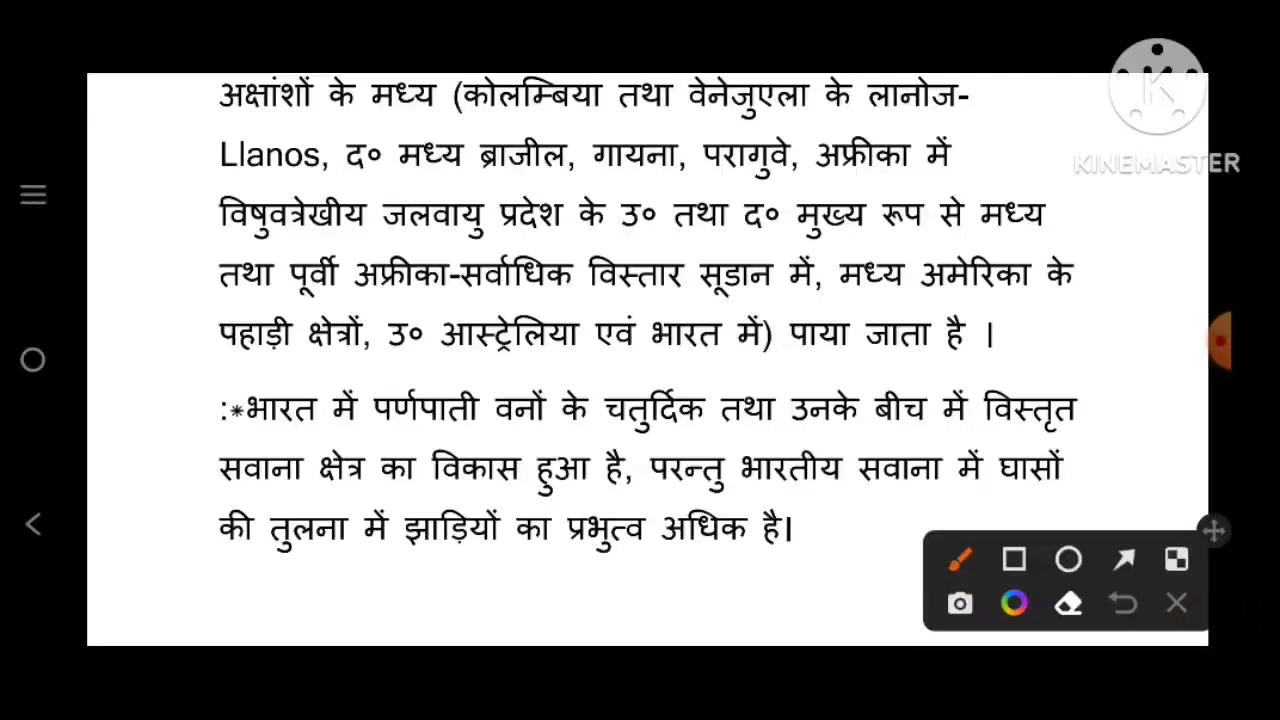 अक्षांशों के मध्य (कोलम्बिया तथा वेनेजुएला के लानोज-
Llanos, द० मध्य ब्राजील, गायना, परागुवे, अफ्रीका में
विषुवत्रेखीय जलवायु प्रदेश के उ० तथा द० मुख्य रूप से मध्य
तथा पूर्वी अफ्रीका-सर्वाधिक विस्तार सूडान में, मध्य अमेरिका के
पहाड़ी क्षेत्रों, उ० आस्ट्रेलिया एवं भारत में) पाया जाता है ।
:*भारत में पर्णपाती वनों के चतुर्दिक तथा उनके बीच में विस्तृत
सवाना क्षेत्र का विकास हुआ है, परन्तु भारतीय सवाना में घासों
की तुलना में झाड़ियों का प्रभुत्व अधिक है।
K
KINEMASTER